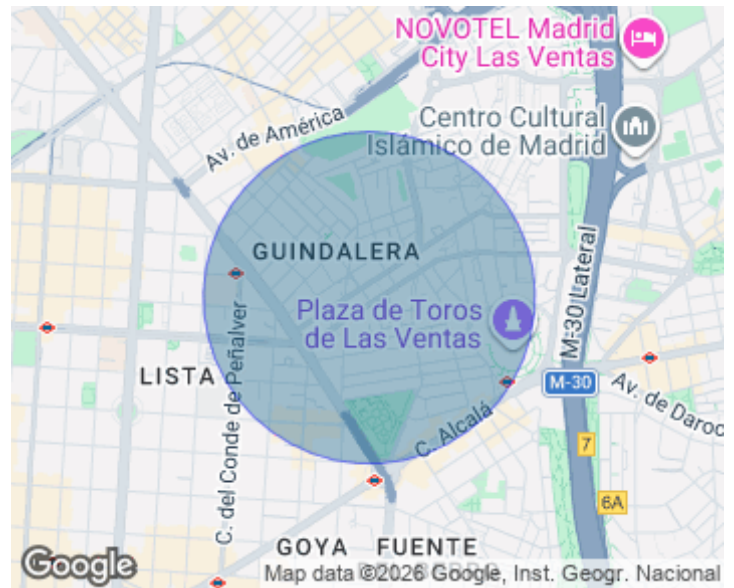 NOVOTEL Madrid
City Las Ventas
Av. de América
Centro Cultural
Islámico de Madrid
GUINDALERA
M-30 Lateral
Plaza de Toros
de Las Ventas
C. del Conde de Peñalver
LISTA
M-30
Av. de Daroc
C. Alcalá
7
6A
GOYA
FUENTE
Google
Map data ©2026 Google, Inst. Geogr. Nacional